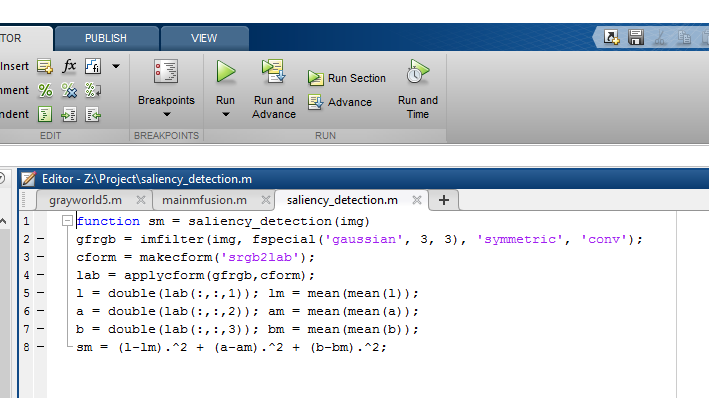 TOR PUBLISH VIEW
Insert fx
mment
ndent
Breakpoints
Run
Run and Advance
Run Section
Advance
Run and Time
EDIT BREAKPOINTS RUN
Editor - Z:\Project\saliency_detection.m
grayworld5.m mainmfusion.m saliency_detection.m
1 function sm = saliency_detection(img)
2 gfrgb = imfilter(img, fspecial('gaussian', 3, 3), 'symmetric', 'conv');
3 cform = makecform('srgb2lab');
4 lab = applycform(gfrgb,cform);
5 l = double(lab(:,:,1)); lm = mean(mean(l));
6 a = double(lab(:,:,2)); am = mean(mean(a));
7 b = double(lab(:,:,3)); bm = mean(mean(b));
8 sm = (l-lm).^2 + (a-am).^2 + (b-bm).^2;